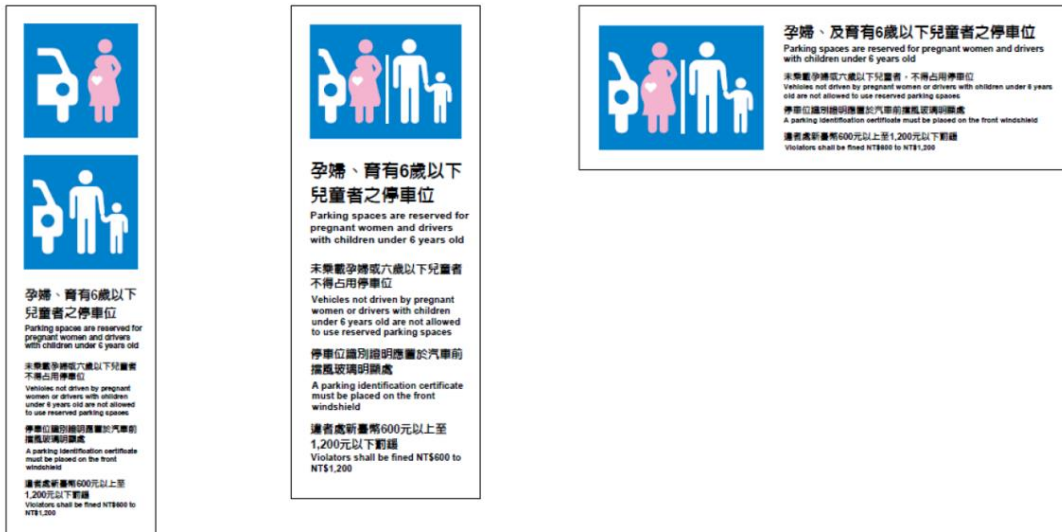 孕婦、育有6歲以下
兒童者之停車位
Parking spaces are reserved for
pregnant women and drivers
with children under 6 years old
未乘載孕婦或六歲以下兒童者
不得占用停車位
Vehicles not driven by pregnant
women or drivers with children
under 6 years old are not allowed
to use reserved parking spaces
停車位識別證明應置於汽車前
擋風玻璃明顯處
A parking identification certificate
must be placed on the front
windshield
違者處新臺幣600元以上至
1,200元以下罰鍰
Violators shall be fined NT$600 to
NT$1,200
孕婦、育有6歲以下
兒童者之停車位
Parking spaces are reserved for
pregnant women and drivers
with children under 6 years old
未乘載孕婦或六歲以下兒童者
不得占用停車位
Vehicles not driven by pregnant
women or drivers with children
under 6 years old are not allowed
to use reserved parking spaces
停車位識別證明應置於汽車前
擋風玻璃明顯處
A parking identification certificate
must be placed on the front
windshield
違者處新臺幣600元以上至
1,200元以下罰鍰
Violators shall be fined NT$600 to
NT$1,200
孕婦、及育有6歲以下兒童者之停車位
Parking spaces are reserved for pregnant women and drivers
with children under 6 years old
未乘載孕婦或六歲以下兒童者，不得占用停車位
Vehicles not driven by pregnant women or drivers with children under 6 years
old are not allowed to use reserved parking spaces
停車位識別證明應置於汽車前擋風玻璃明顯處
A parking identification certificate must be placed on the front windshield
違者處新臺幣600元以上至1,200元以下罰鍰
Violators shall be fined NT$600 to NT$1,200